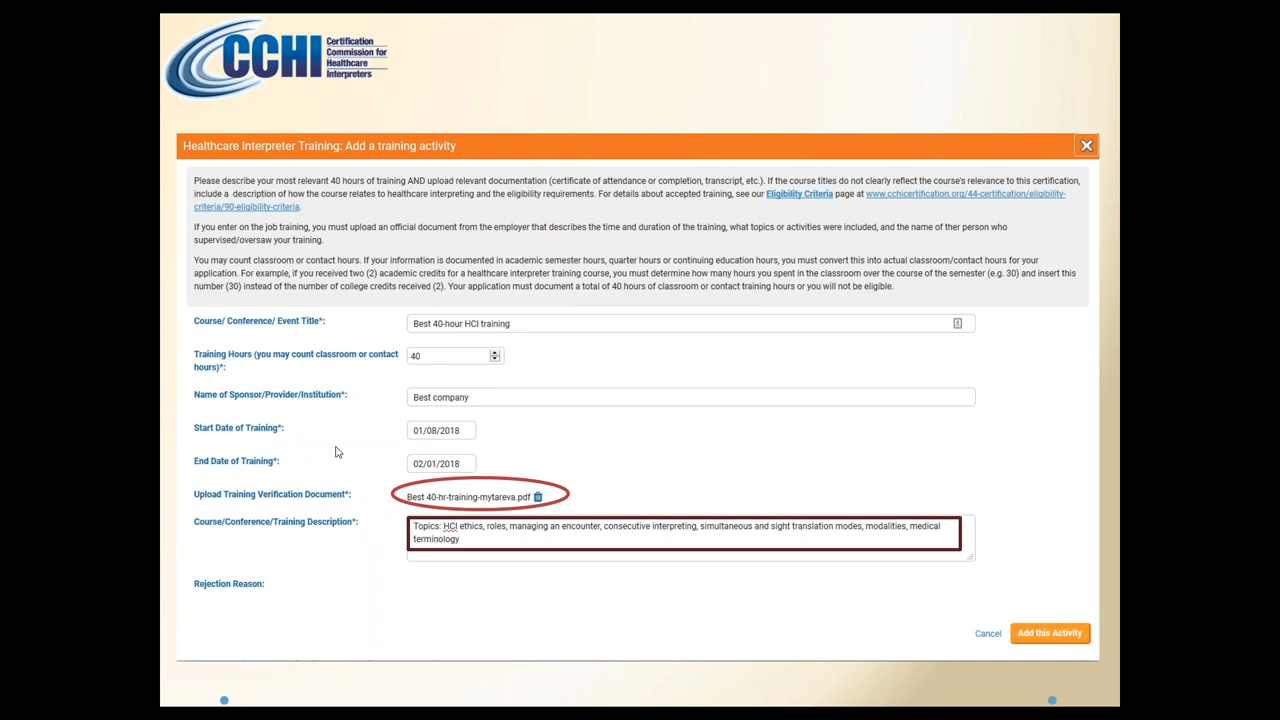 CCHI
Certification
Commission for
Healthcare
Interpreters
Healthcare Interpreter Training: Add a training activity
Please describe your most relevant 40 hours of training AND upload relevant documentation (certificate of attendance or completion, transcript, etc.). If the course titles do not clearly reflect the course's relevance to this certification,
include a description of how the course relates to healthcare interpreting and the eligibility requirements. For details about accepted training, see our Eligibility Criteria page at www.cchicertification.org/44-certification/eligibility-
criteria/90-eligibility-criteria.
If you enter on the job training, you must upload an official document from the employer that describes the time and duration of the training, what topics or activities were included, and the name of ther person who
supervised/oversaw your training.
You may count classroom or contact hours. If your information is documented in academic semester hours, quarter hours or continuing education hours, you must convert this into actual classroom/contact hours for your
application. For example, if you received two (2) academic credits for a healthcare interpreter training course, you must determine how many hours you spent in the classroom over the course of the semester (e.g. 30) and insert this
number (30) instead of the number of college credits received (2). Your application must document a total of 40 hours of classroom or contact training hours or you will not be eligible.
Course/ Conference/ Event Title*: Best 40-hour HCI training
Training Hours (you may count classroom or contact
hours)*: 40
Name of Sponsor/Provider/Institution*: Best company
Start Date of Training*: 01/08/2018
End Date of Training*: 02/01/2018
Upload Training Verification Document*: Best 40-hr-training-mytareva.pdf
Course/Conference/Training Description*: Topics: HCI ethics, roles, managing an encounter, consecutive interpreting, simultaneous and sight translation modes, modalities, medical
terminology
Rejection Reason:
Cancel Add this Activity